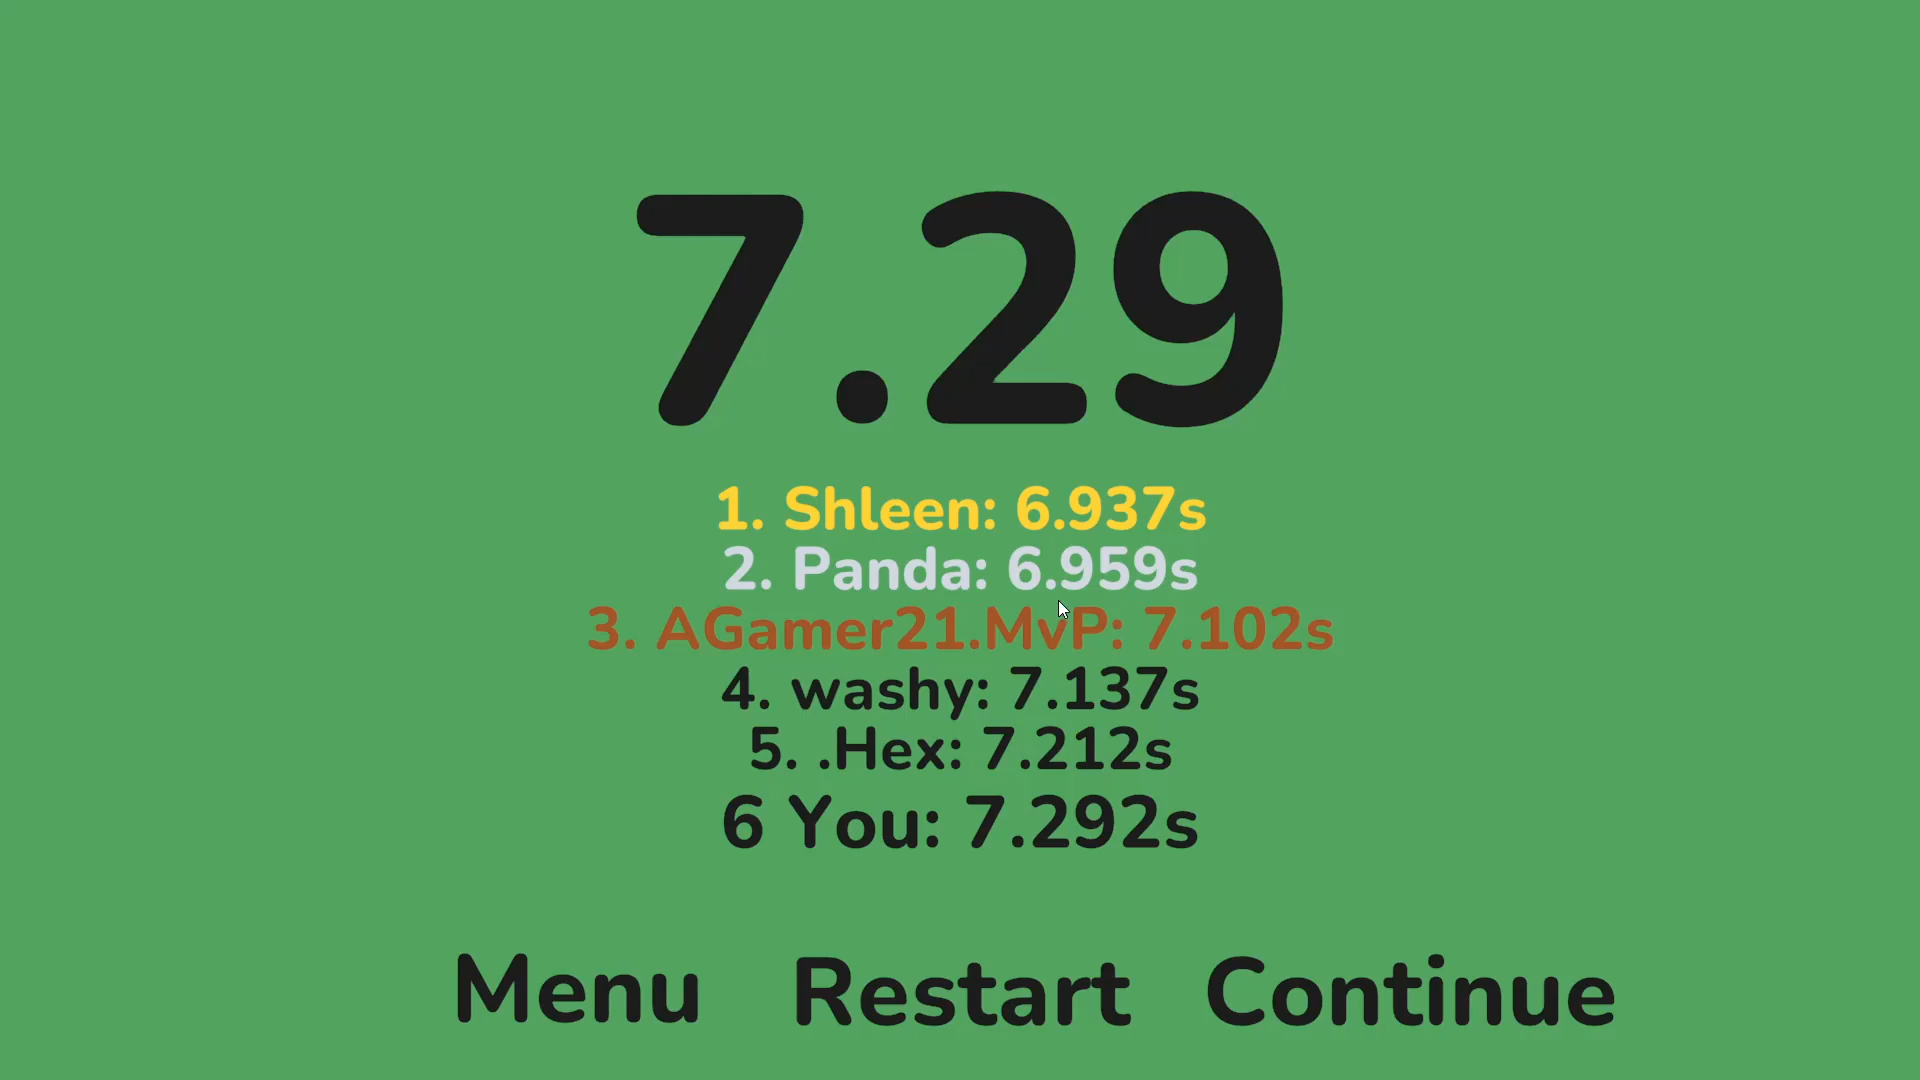 7.29
1. Shleen: 6.937s
2. Panda: 6.959s
3. AGamer21.MvP: 7.102s
4. washy: 7.137s
5. .Hex: 7.212s
6 You: 7.292s
Menu Restart Continue